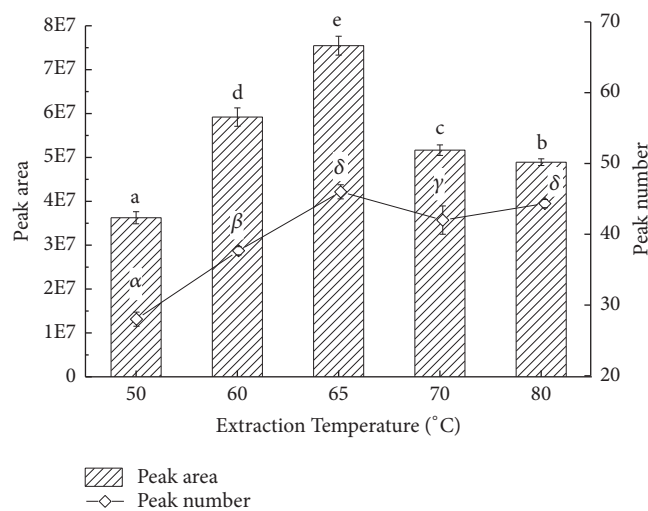 8E7
7E7
6E7
5E7
4E7
3E7
2E7
1E7
0
Peak area
a
d
e
c
b
α
β
δ
γ
δ
70
60
50
40
30
20
Peak number
50 60 65 70 80
Extraction Temperature (°C)
Peak area
Peak number